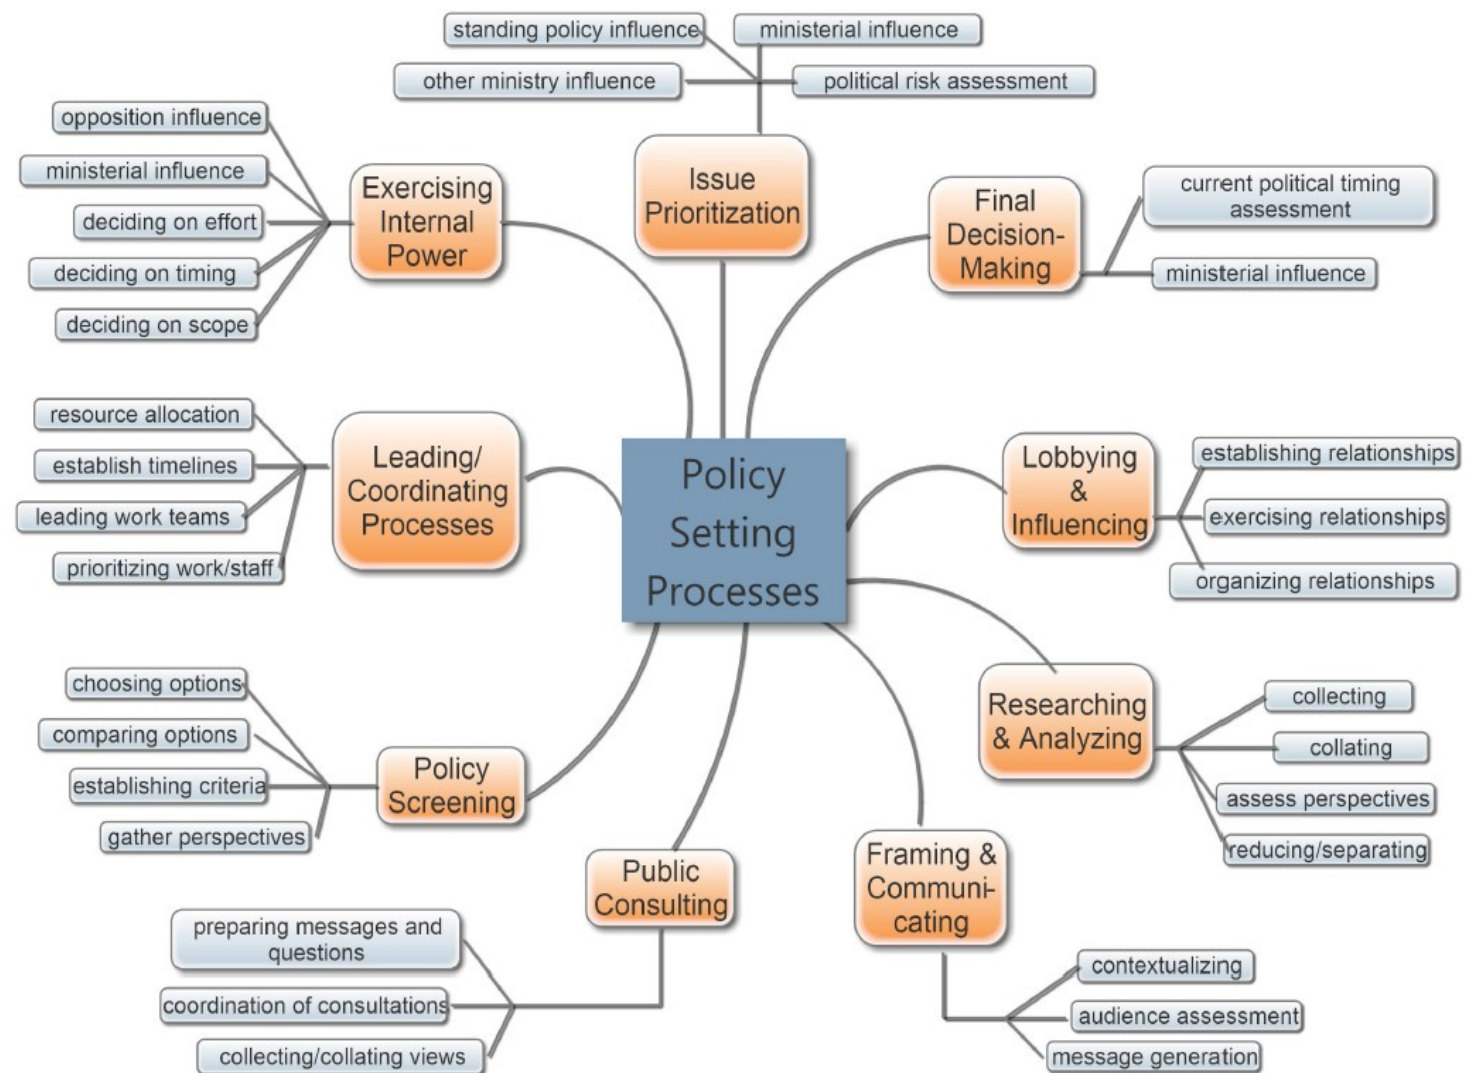 standing policy influence
ministerial influence
other ministry influence
political risk assessment
Issue
Prioritization
opposition influence
ministerial influence
deciding on effort
deciding on timing
deciding on scope
Exercising
Internal
Power
Final
Decision-
Making
current political timing
assessment
ministerial influence
resource allocation
establish timelines
leading work teams
prioritizing work/staff
Leading/
Coordinating
Processes
Policy
Setting
Processes
Lobbying
&
Influencing
establishing relationships
exercising relationships
organizing relationships
choosing options
comparing options
establishing criteria
gather perspectives
Policy
Screening
Researching
& Analyzing
collecting
collating
assess perspectives
reducing/separating
Public
Consulting
preparing messages and
questions
coordination of consultations
collecting/collating views
Framing &
Communi-
cating
contextualizing
audience assessment
message generation